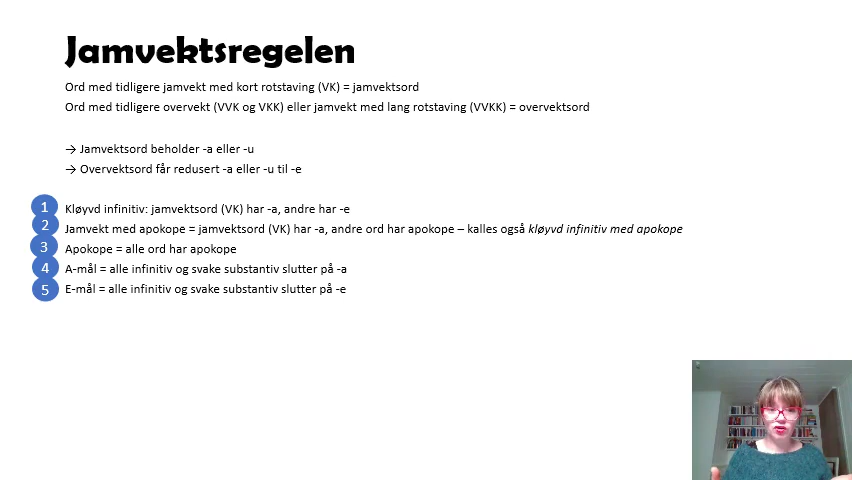 Jamvektsregelen
Ord med tidligere jamvekt med kort rotstaving (VK) = jamvektsord
Ord med tidligere overvekt (VVK og VKK) eller jamvekt med lang rotstaving (VVKK) = overvektsord
→ Jamvektsord beholder -a eller -u
→ Overvektsord får redusert -a eller -u til -e
1 Kløyvd infinitiv: jamvektsord (VK) har -a, andre har -e
2 Jamvekt med apokope = jamvektsord (VK) har -a, andre ord har apokope – kalles også kløyvd infinitiv med apokope
3 Apokope = alle ord har apokope
4 A-mål = alle infinitiv og svake substantiv slutter på -a
5 E-mål = alle infinitiv og svake substantiv slutter på -e